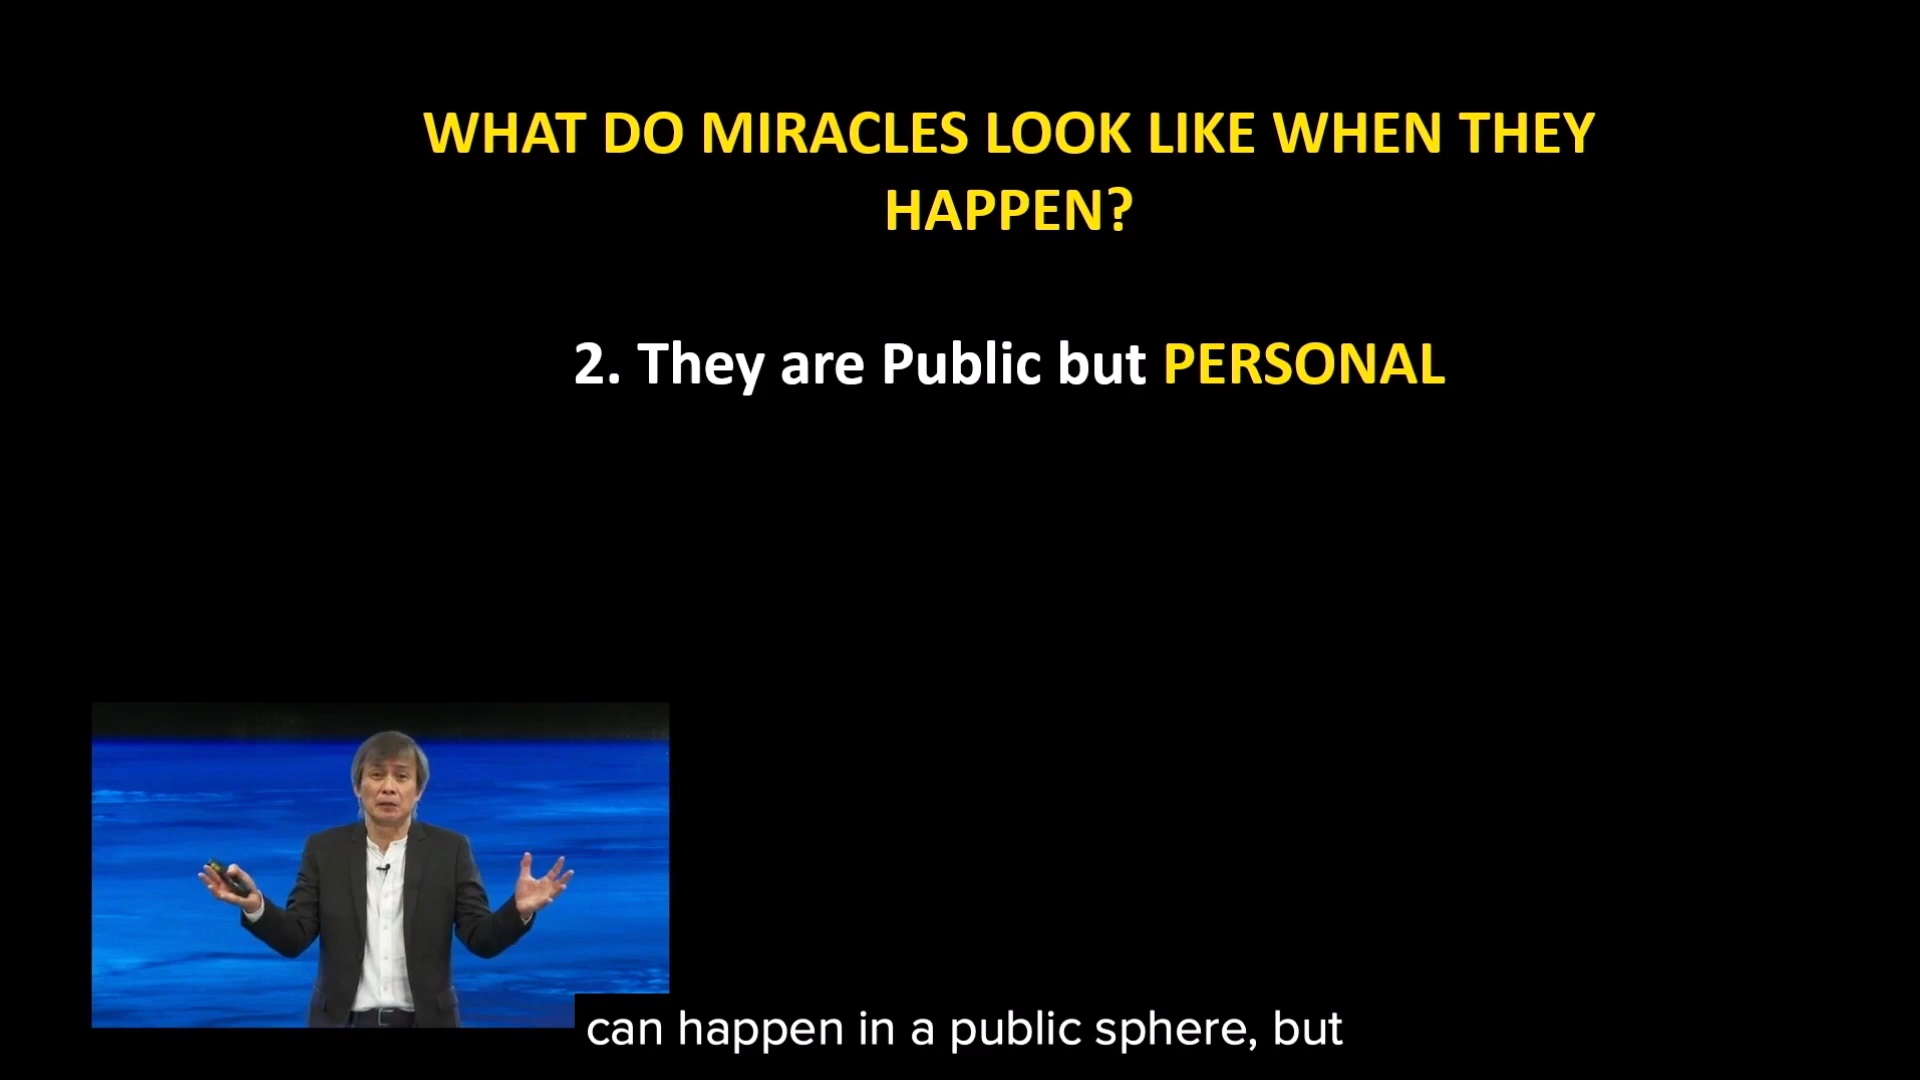 WHAT DO MIRACLES LOOK LIKE WHEN THEY
HAPPEN?
2. They are Public but PERSONAL
can happen in a public sphere, but